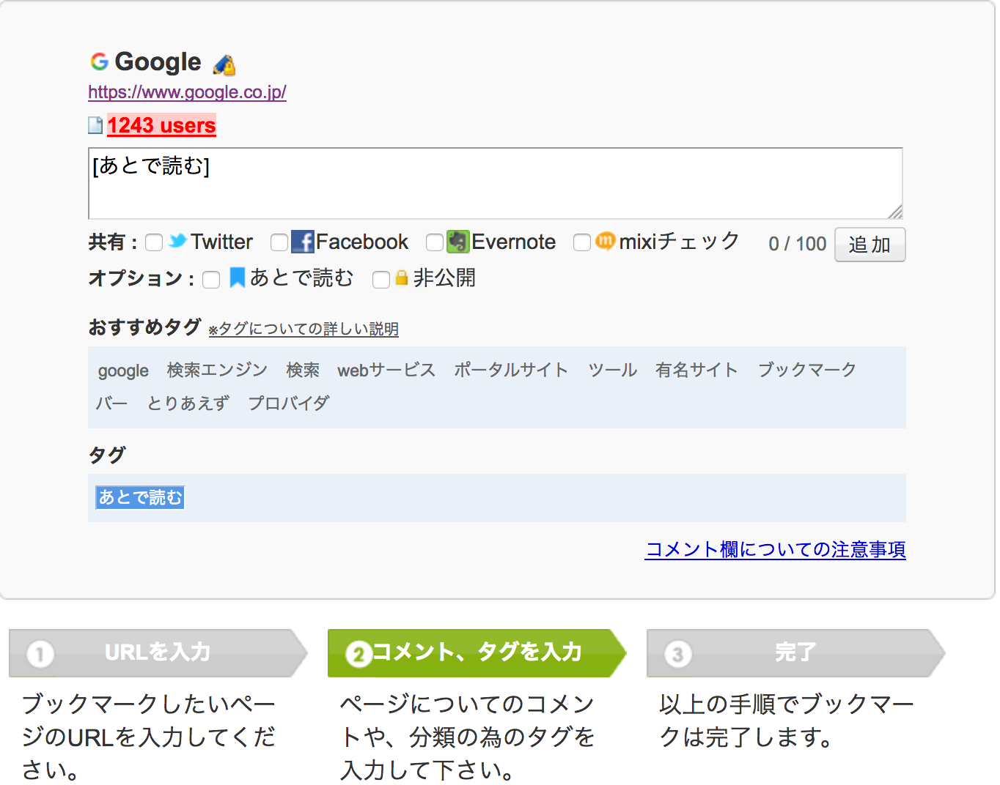 Google
https://www.google.co.jp/
1243 users
[あとで読む]
共有 : Twitter Facebook Evernote mixiチェック 0 / 100 追加
オプション : あとで読む 非公開
おすすめタグ ※タグについての詳しい説明
google 検索エンジン 検索 webサービス ポータルサイト ツール 有名サイト ブックマーク
バー とりあえず プロバイダ
タグ
あとで読む
コメント欄についての注意事項
1 URLを入力
ブックマークしたいペー
ジのURLを入力してくだ
さい。
2 コメント、タグを入力
ページについてのコメン
トや、分類の為のタグを
入力して下さい。
3 完了
以上の手順でブックマー
クは完了します。